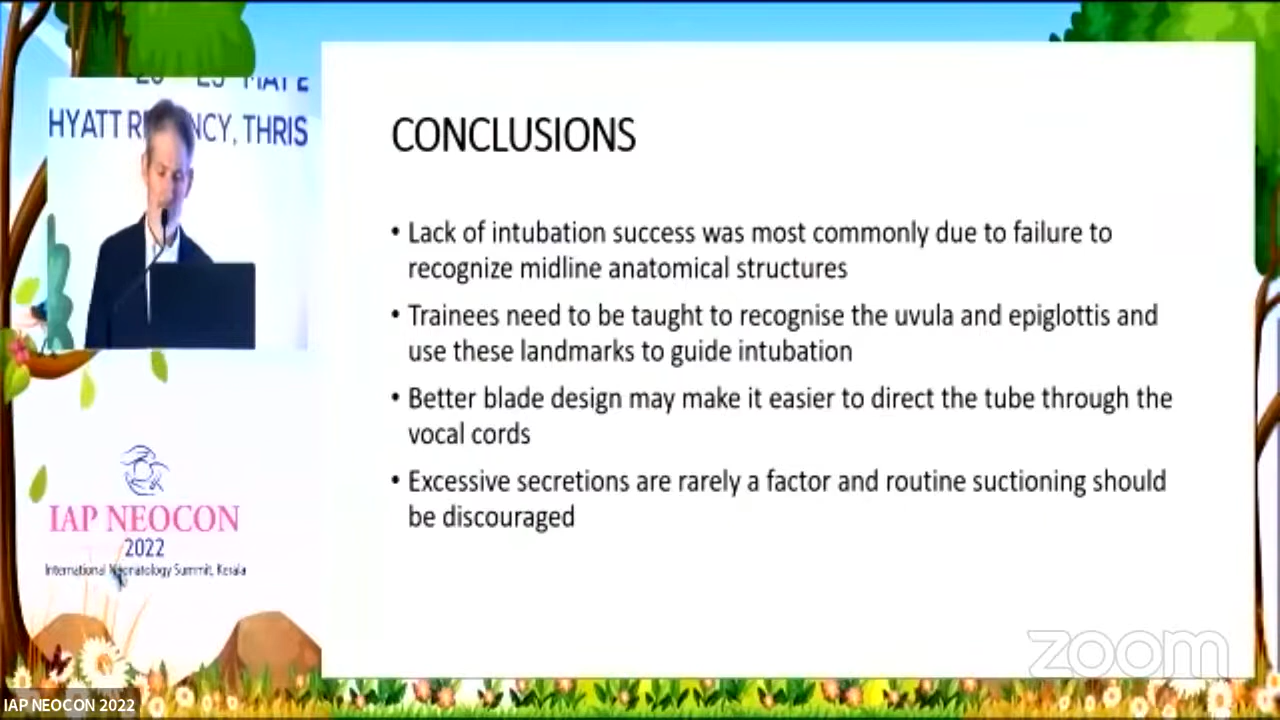 HYATT R NCY, THRIS
CONCLUSIONS
• Lack of intubation success was most commonly due to failure to
recognize midline anatomical structures
• Trainees need to be taught to recognise the uvula and epiglottis and
use these landmarks to guide intubation
• Better blade design may make it easier to direct the tube through the
vocal cords
• Excessive secretions are rarely a factor and routine suctioning should
be discouraged
IAP NEOCON
2022
International Neonatology Summit, Kerala
zoom
IAP NEOCON 2022